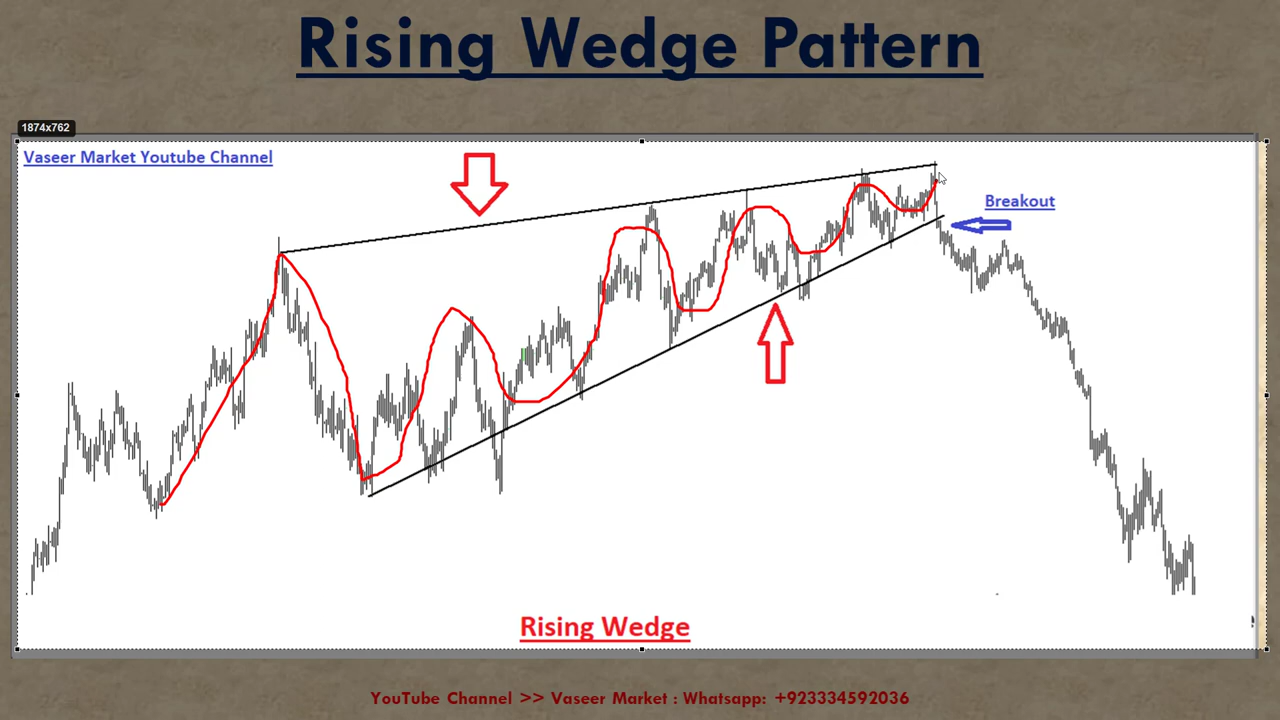 Rising Wedge Pattern
1874x762
Vaseer Market Youtube Channel
Breakout
Rising Wedge
YouTube Channel >> Vaseer Market : Whatsapp: +923334592036